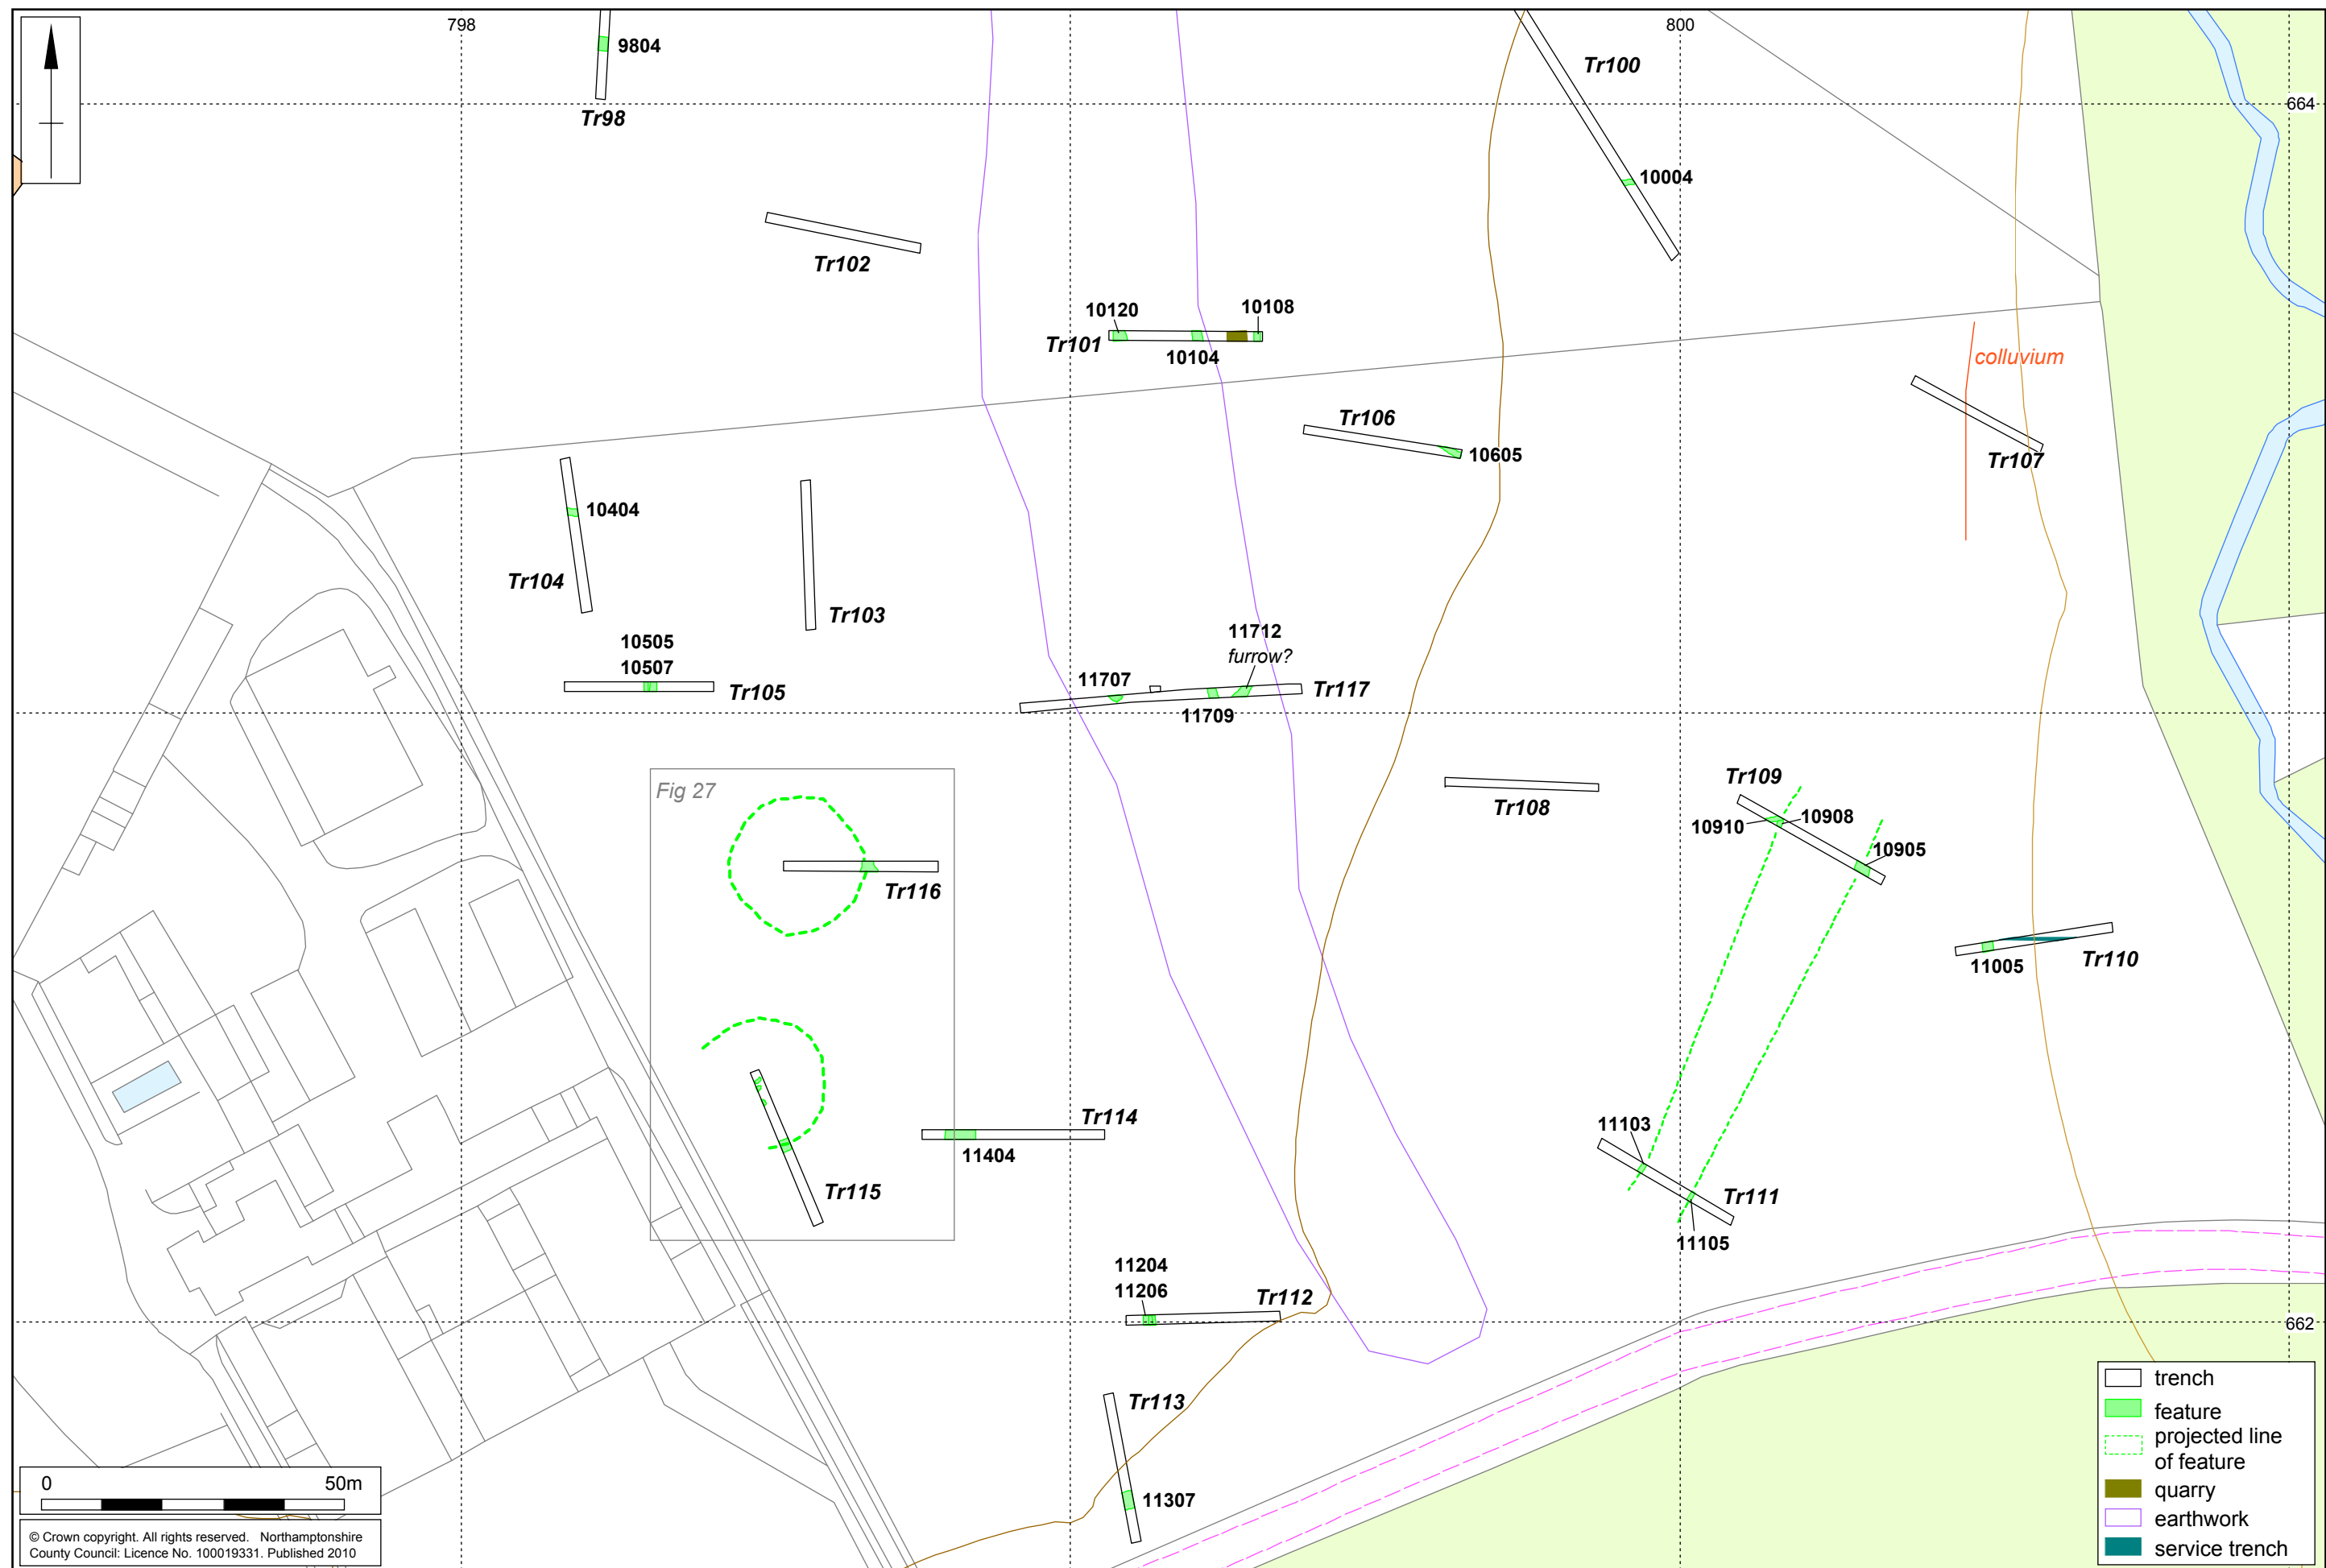 798
800
9804
Tr98
Tr100
664
10004
Tr102
10120
10108
Tr101
10104
colluvium
Tr106
10605
Tr107
10404
Tr104
Tr103
10505
10507
Tr105
11712
furrow?
11707
Tr117
11709
Fig 27
Tr108
Tr109
10910
10908
10905
Tr116
11005
Tr110
Tr114
11404
11103
Tr115
Tr111
11105
11204
11206
Tr112
662
Tr113
11307
trench
feature
projected line
of feature
quarry
earthwork
service trench
0 50m
© Crown copyright. All rights reserved. Northamptonshire
County Council: Licence No. 100019331. Published 2010